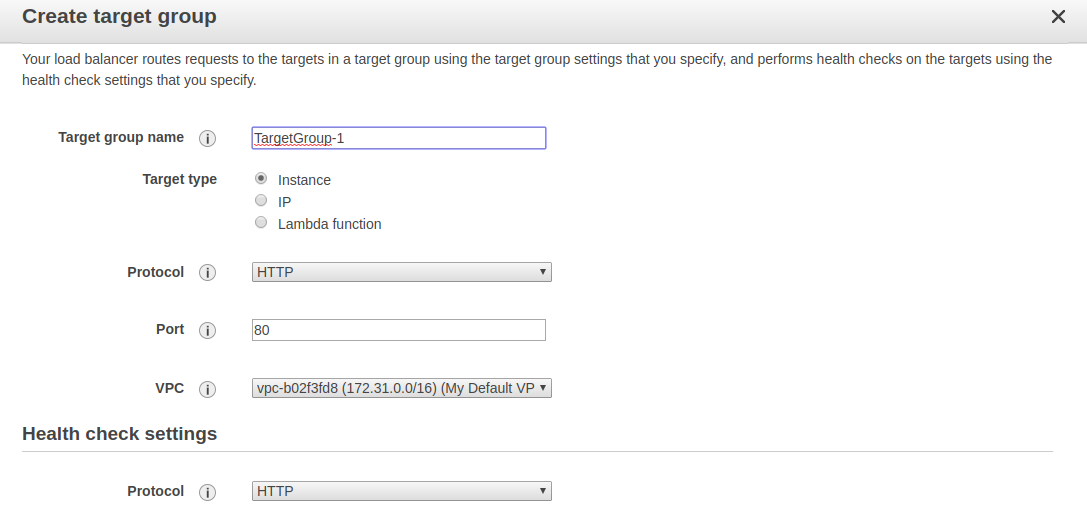 Create target group
Your load balancer routes requests to the targets in a target group using the target group settings that you specify, and performs health checks on the targets using the
health check settings that you specify.
Target group name i TargetGroup-1
Target type Instance
IP
Lambda function
Protocol i HTTP
Port i 80
VPC i vpc-b02f3fd8 (172.31.0.0/16) (My Default VP
Health check settings
Protocol i HTTP